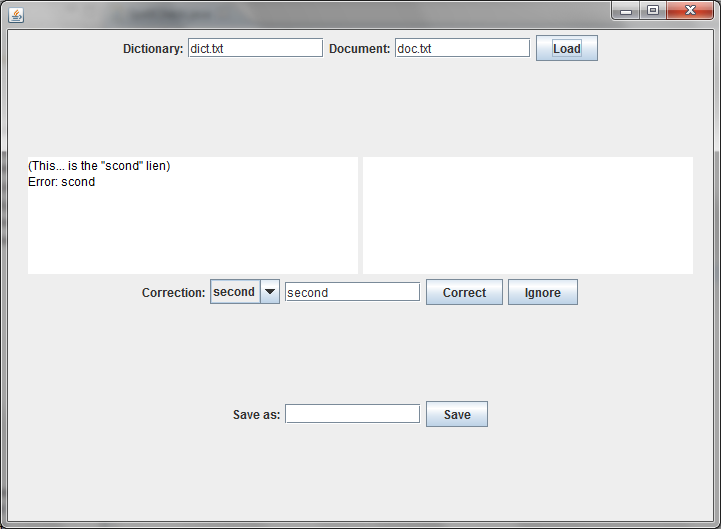 Dictionary: dict.txt Document: doc.txt Load
(This... is the "scond" lien)
Error: scond
Correction: second second Correct Ignore
Save as: Save